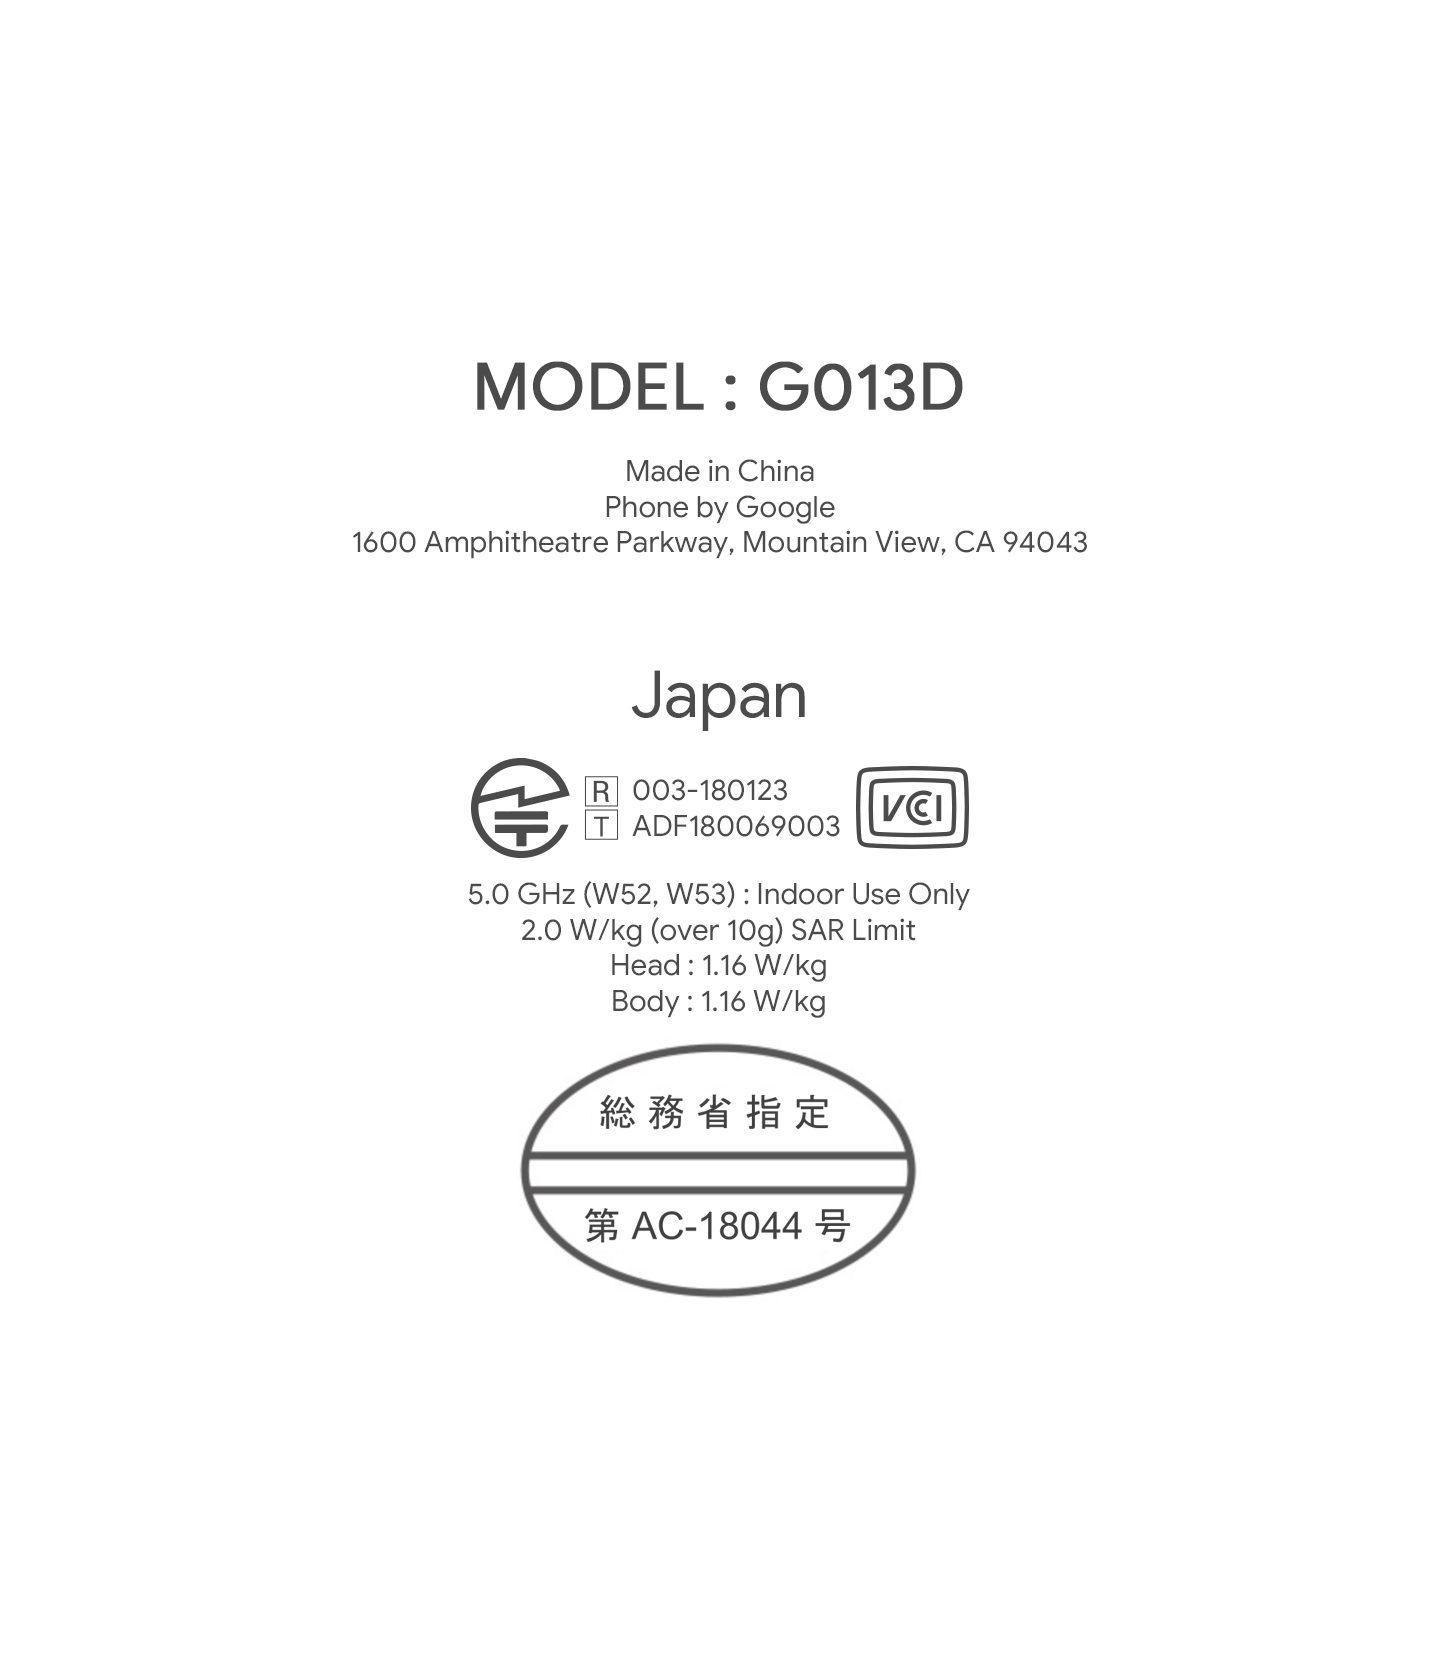 MODEL : G013D
Made in China
Phone by Google
1600 Amphitheatre Parkway, Mountain View, CA 94043
Japan
R 003-180123
T ADF180069003
VCCI
5.0 GHz (W52, W53) : Indoor Use Only
2.0 W/kg (over 10g) SAR Limit
Head : 1.16 W/kg
Body : 1.16 W/kg
総務省指定
第 AC-18044 号